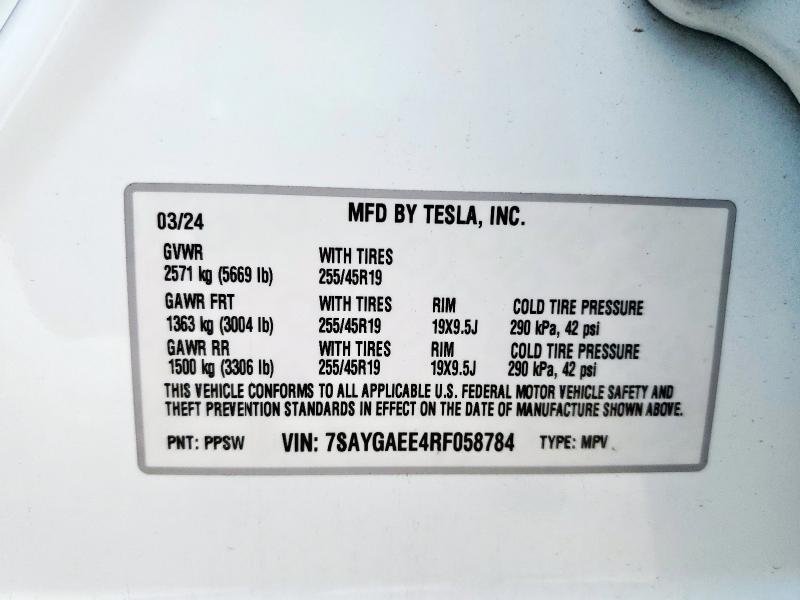 03/24 MFD BY TESLA, INC.
GVWR WITH TIRES
2571 kg (5669 lb) 255/45R19
GAWR FRT WITH TIRES RIM COLD TIRE PRESSURE
1363 kg (3004 lb) 255/45R19 19X9.5J 290 kPa, 42 psi
GAWR RR WITH TIRES RIM COLD TIRE PRESSURE
1500 kg (3306 lb) 255/45R19 19X9.5J 290 kPa, 42 psi
THIS VEHICLE CONFORMS TO ALL APPLICABLE U.S. FEDERAL MOTOR VEHICLE SAFETY AND
THEFT PREVENTION STANDARDS IN EFFECT ON THE DATE OF MANUFACTURE SHOWN ABOVE.
PNT: PPSW VIN: 7SAYGAEE4RF058784 TYPE: MPV